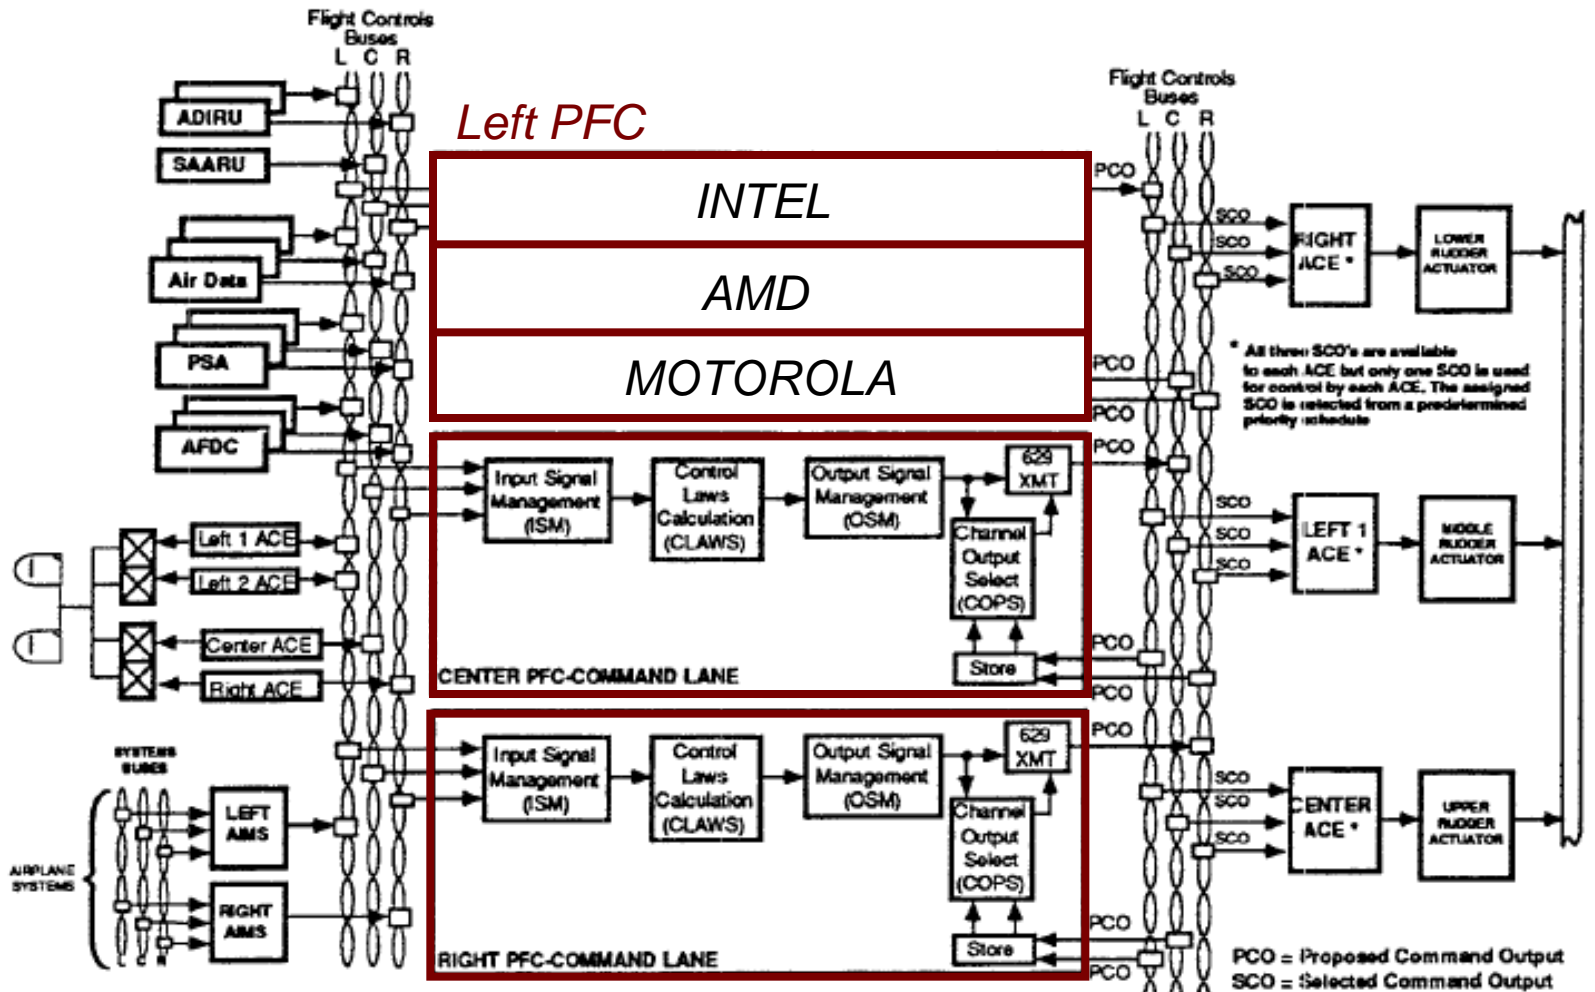 Flight Controls
Buses
L C R
ADIRU
SAARU
Air Data
PSA
AFDC
Left 1 ACE
Left 2 ACE
Center ACE
Right ACE
SYSTEMS
BUSES
AIRPLANE
SYSTEMS
L C R
LEFT
AIMS
RIGHT
AIMS
Left PFC
INTEL
AMD
MOTOROLA
Input Signal
Management
(ISM)
Control
Laws
Calculation
(CLAWS)
Output Signal
Management
(OSM)
629
XMT
Channel
Output
Select
(COPS)
Store
CENTER PFC-COMMAND LANE
Input Signal
Management
(ISM)
Control
Laws
Calculation
(CLAWS)
Output Signal
Management
(OSM)
629
XMT
Channel
Output
Select
(COPS)
Store
RIGHT PFC-COMMAND LANE
Flight Controls
Buses
L C R
PCO
PCO
PCO
PCO
PCO
PCO
PCO
PCO
PCO
SCO
SCO
SCO
RIGHT
ACE *
LOWER
RUDDER
ACTUATOR
* All three SCO's are available
to each ACE but only one SCO is used
for control by each ACE. The assigned
SCO is selected from a predetermined
priority schedule
SCO
SCO
SCO
LEFT 1
ACE *
MIDDLE
RUDDER
ACTUATOR
SCO
SCO
SCO
CENTER
ACE *
UPPER
RUDDER
ACTUATOR
PCO = Proposed Command Output
SCO = Selected Command Output